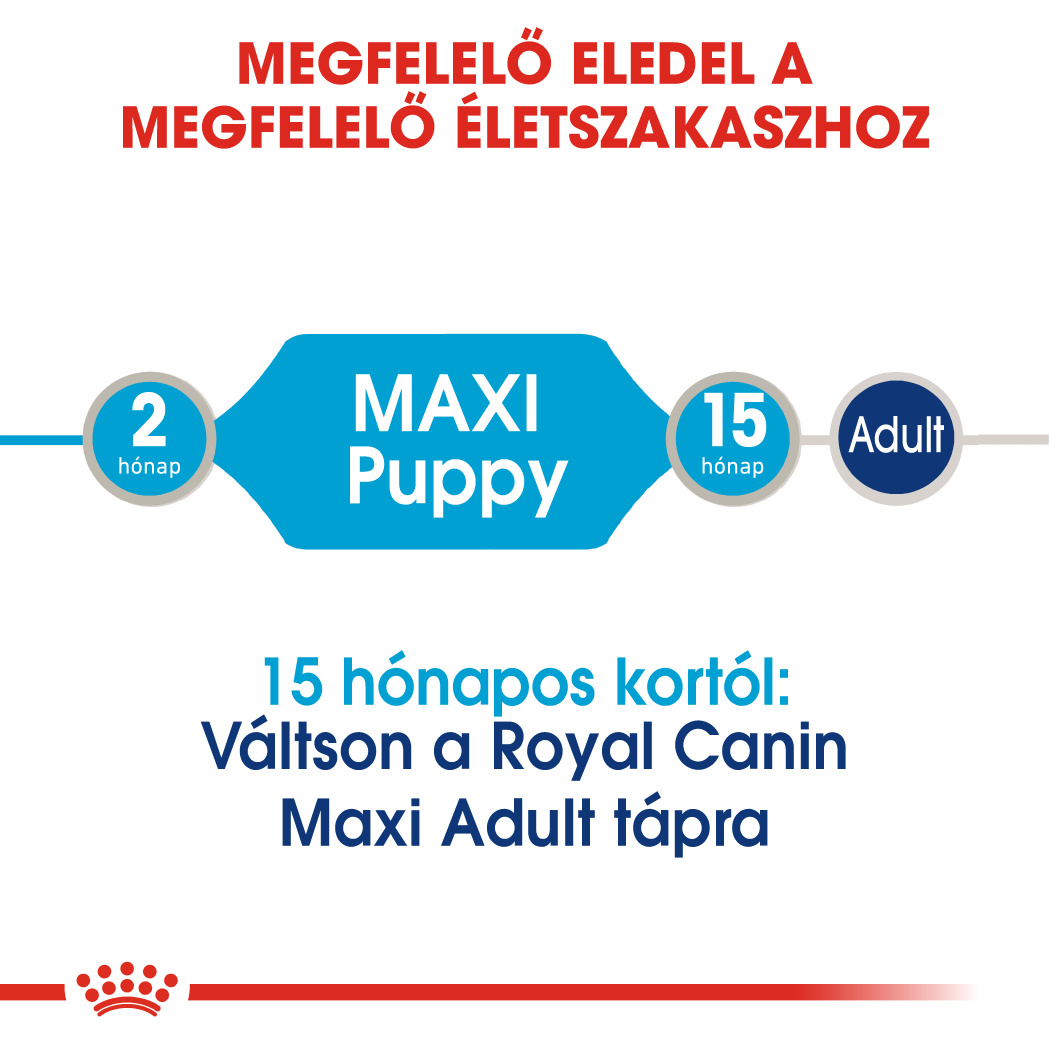 MEGFELELŐ ELEDEL A
MEGFELELŐ ÉLETSZAKASZHOZ
2
hónap
MAXI
Puppy
15
hónap
Adult
15 hónapos kortól:
Váltson a Royal Canin
Maxi Adult tápra